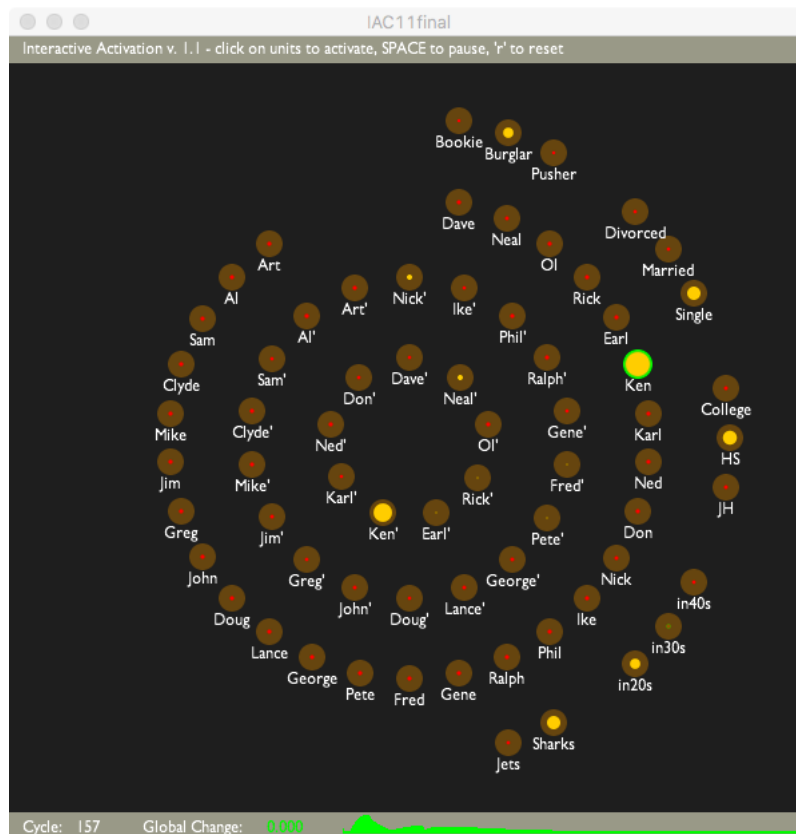 IAC11final
Interactive Activation v. 1.1 - click on units to activate, SPACE to pause, 'r' to reset
Bookie
Burglar
Pusher
Dave
Neal
Ol
Rick
Earl
Ken
Karl
Ned
Don
Nick
Ike
Phil
Ralph
Gene
Fred
Pete
George
Lance
Doug
John
Greg
Jim
Mike
Clyde
Sam
Al
Art
Divorced
Married
Single
College
HS
JH
in40s
in30s
in20s
Sharks
Jets
Art'
Nick'
Ike'
Phil'
Ralph'
Gene'
Fred'
Pete'
George'
Lance'
Doug'
John'
Greg'
Jim'
Mike'
Clyde'
Sam'
Al'
Don'
Dave'
Neal'
Ol'
Rick'
Earl'
Ken'
Karl'
Ned'
Cycle: 157 Global Change: 0.000